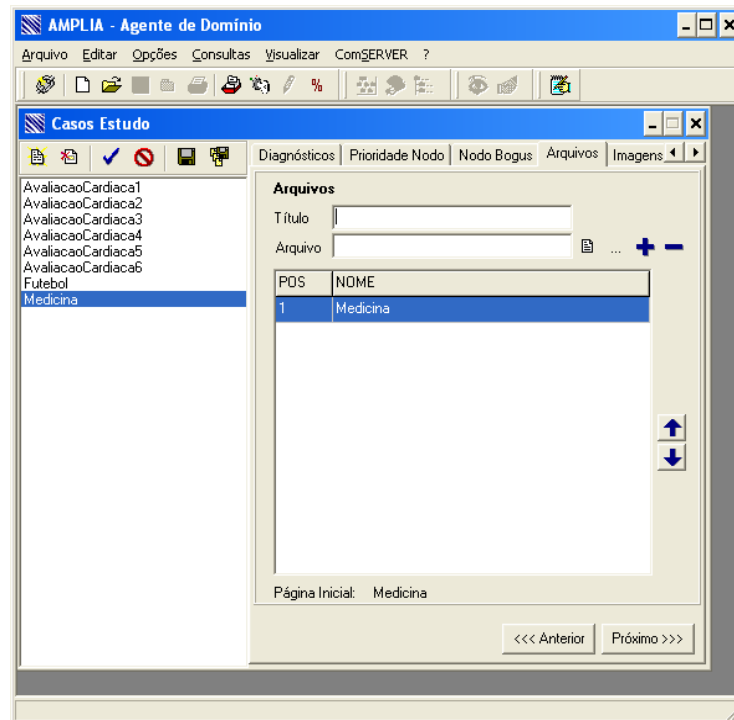 AMPLIA - Agente de Domínio
Arquivo Editar Opções Consultas Visualizar ComSERVER ?
%
Casos Estudo
Diagnósticos Prioridade Nodo Nodo Bogus Arquivos Imagens
AvaliacaoCardiaca1
AvaliacaoCardiaca2
AvaliacaoCardiaca3
AvaliacaoCardiaca4
AvaliacaoCardiaca5
AvaliacaoCardiaca6
Futebol
Medicina
Arquivos
Título
Arquivo ...
POS NOME
1 Medicina
Página Inicial: Medicina
<<< Anterior Próximo >>>